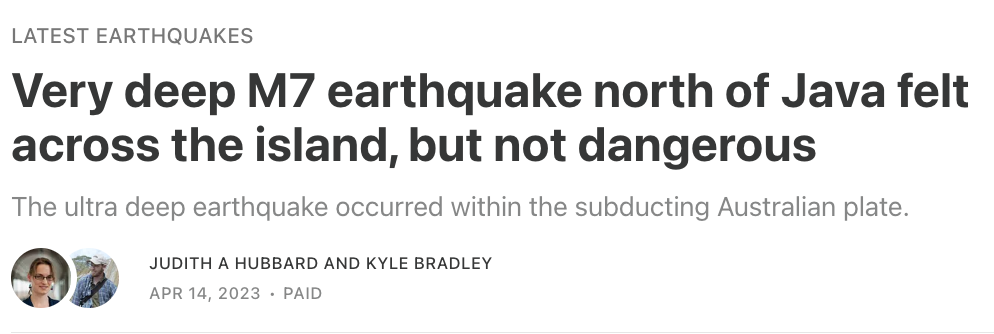 LATEST EARTHQUAKES
Very deep M7 earthquake north of Java felt
across the island, but not dangerous
The ultra deep earthquake occurred within the subducting Australian plate.
JUDITH A HUBBARD AND KYLE BRADLEY
APR 14, 2023 · PAID